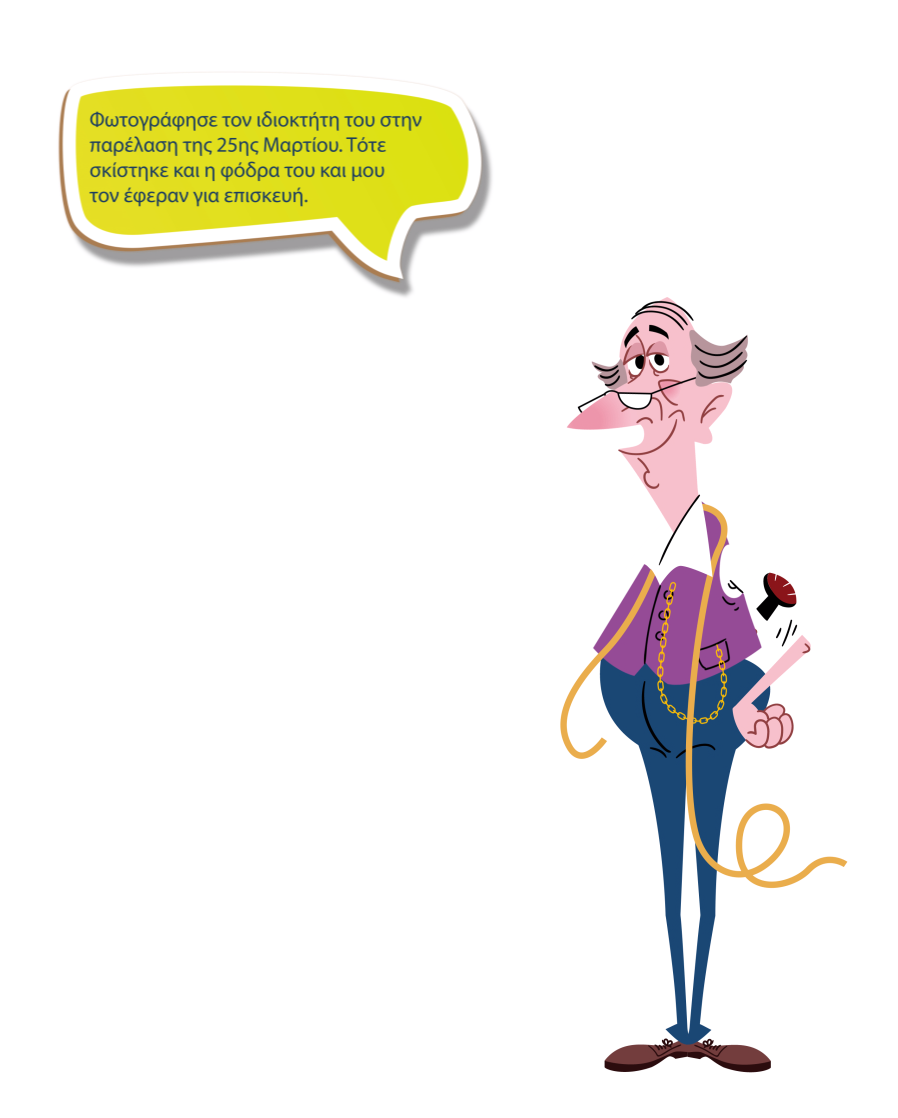 Φωτογράφησε τον ιδιοκτήτη του στην
παρέλαση της 25ης Μαρτίου. Τότε
σκίστηκε και η φόδρα του και μου
τον έφεραν για επισκευή.